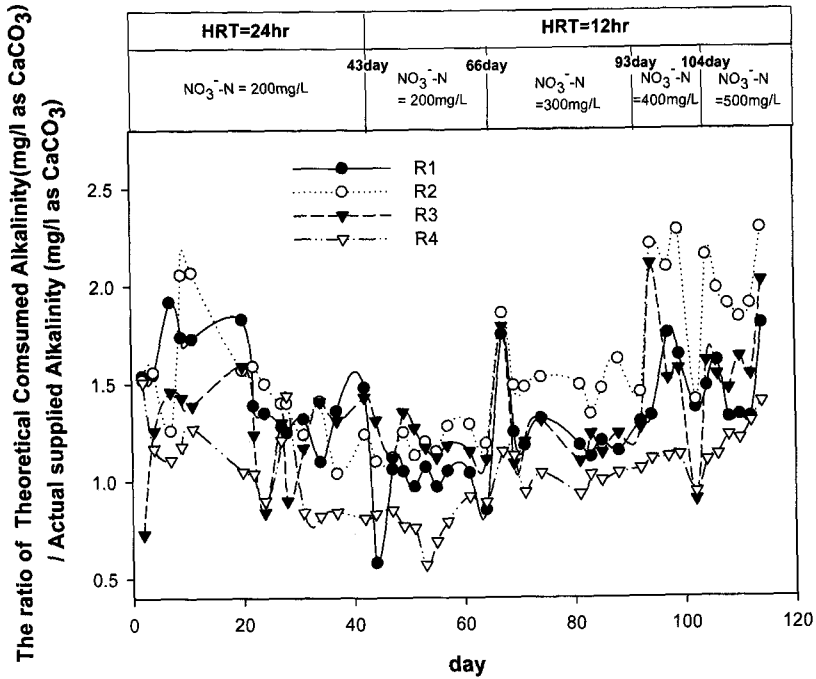 HRT=24hr
HRT=12hr
43day
66day
93day
104day
NO3⁻-N = 200mg/L
NO3⁻-N
= 200mg/L
NO3⁻-N
=300mg/L
NO3⁻-N
=400mg/L
NO3⁻-N
=500mg/L
The ratio of Theoretical Comsumed Alkalinity(mg/l as CaCO3)
/ Actual supplied Alkalinity (mg/l as CaCO3)
R1
R2
R3
R4
2.5
2.0
1.5
1.0
0.5
0
20
40
60
80
100
120
day